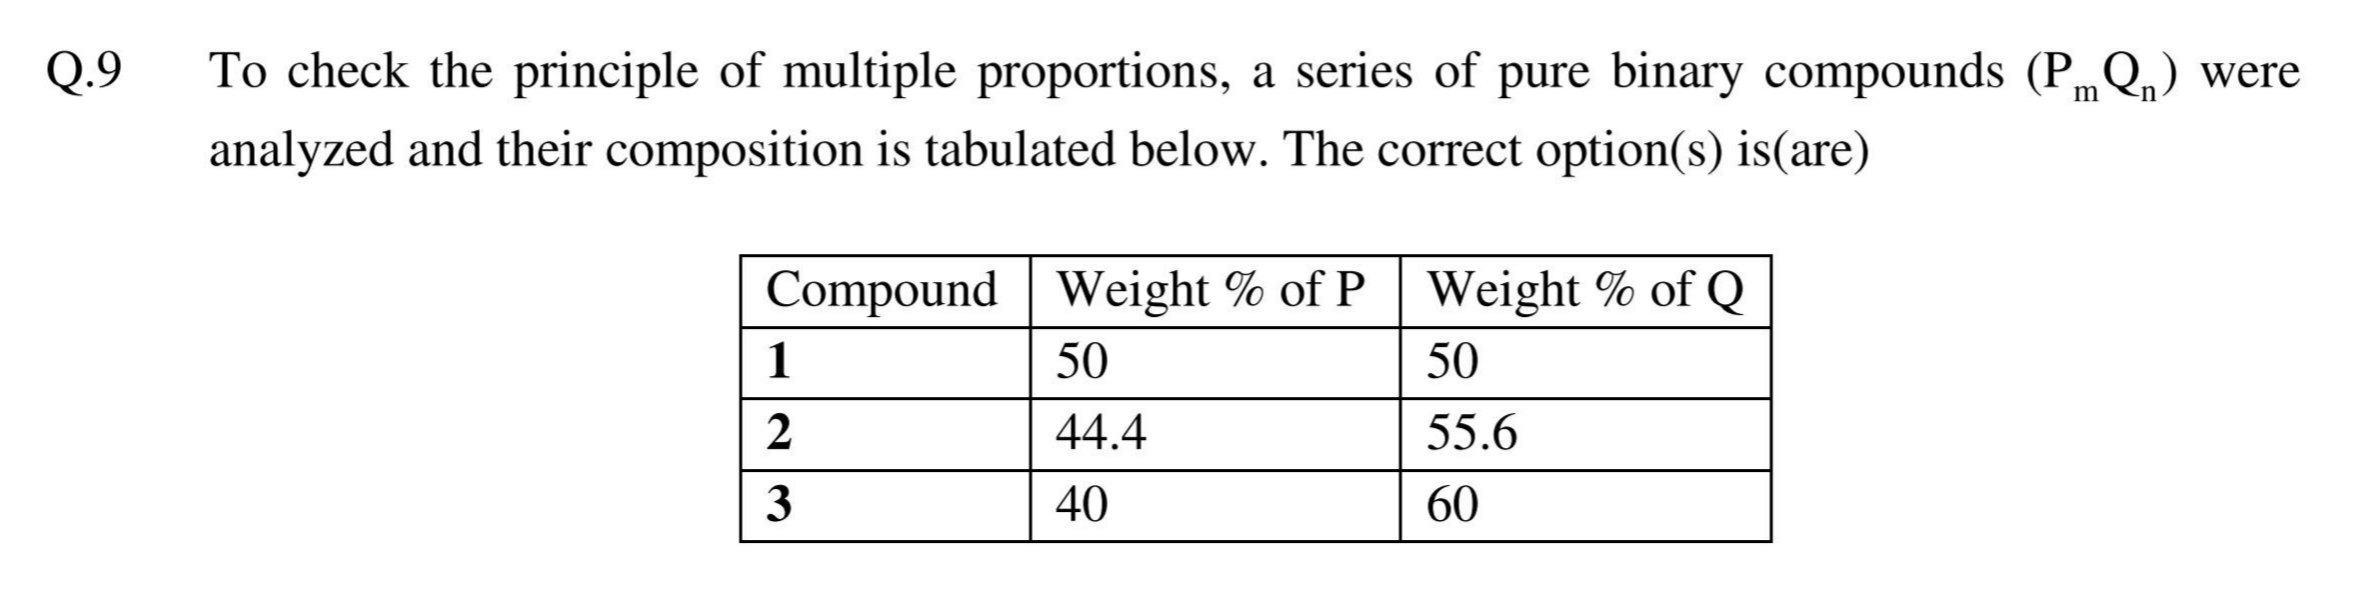 Q.9 To check the principle of multiple proportions, a series of pure binary compounds (PₘQₙ) were
analyzed and their composition is tabulated below. The correct option(s) is(are)
Compound Weight % of P Weight % of Q
1 50 50
2 44.4 55.6
3 40 60